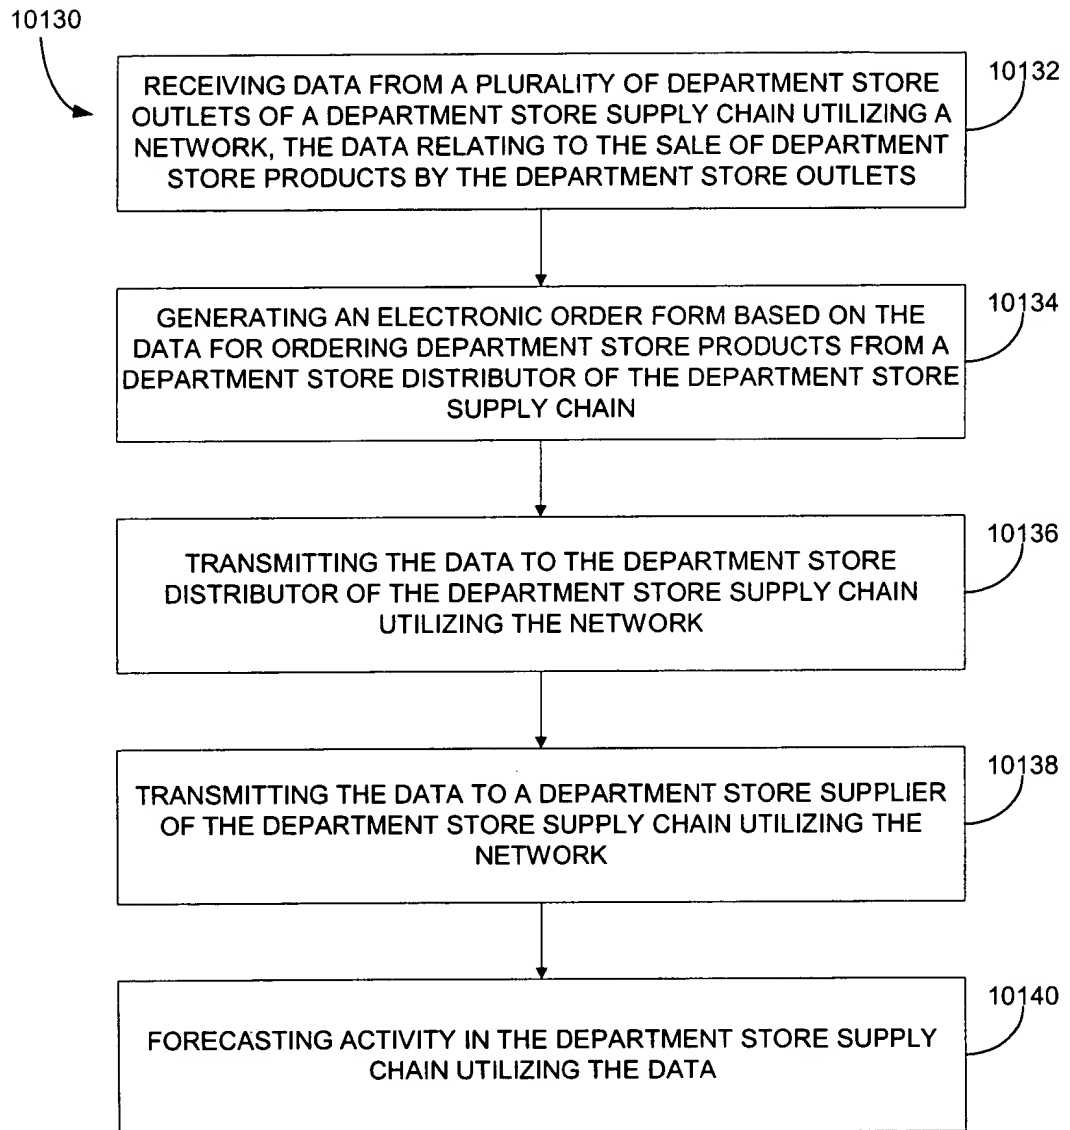 10130
10132
RECEIVING DATA FROM A PLURALITY OF DEPARTMENT STORE
OUTLETS OF A DEPARTMENT STORE SUPPLY CHAIN UTILIZING A
NETWORK, THE DATA RELATING TO THE SALE OF DEPARTMENT
STORE PRODUCTS BY THE DEPARTMENT STORE OUTLETS
10134
GENERATING AN ELECTRONIC ORDER FORM BASED ON THE
DATA FOR ORDERING DEPARTMENT STORE PRODUCTS FROM A
DEPARTMENT STORE DISTRIBUTOR OF THE DEPARTMENT STORE
SUPPLY CHAIN
10136
TRANSMITTING THE DATA TO THE DEPARTMENT STORE
DISTRIBUTOR OF THE DEPARTMENT STORE SUPPLY CHAIN
UTILIZING THE NETWORK
10138
TRANSMITTING THE DATA TO A DEPARTMENT STORE SUPPLIER
OF THE DEPARTMENT STORE SUPPLY CHAIN UTILIZING THE
NETWORK
10140
FORECASTING ACTIVITY IN THE DEPARTMENT STORE SUPPLY
CHAIN UTILIZING THE DATA